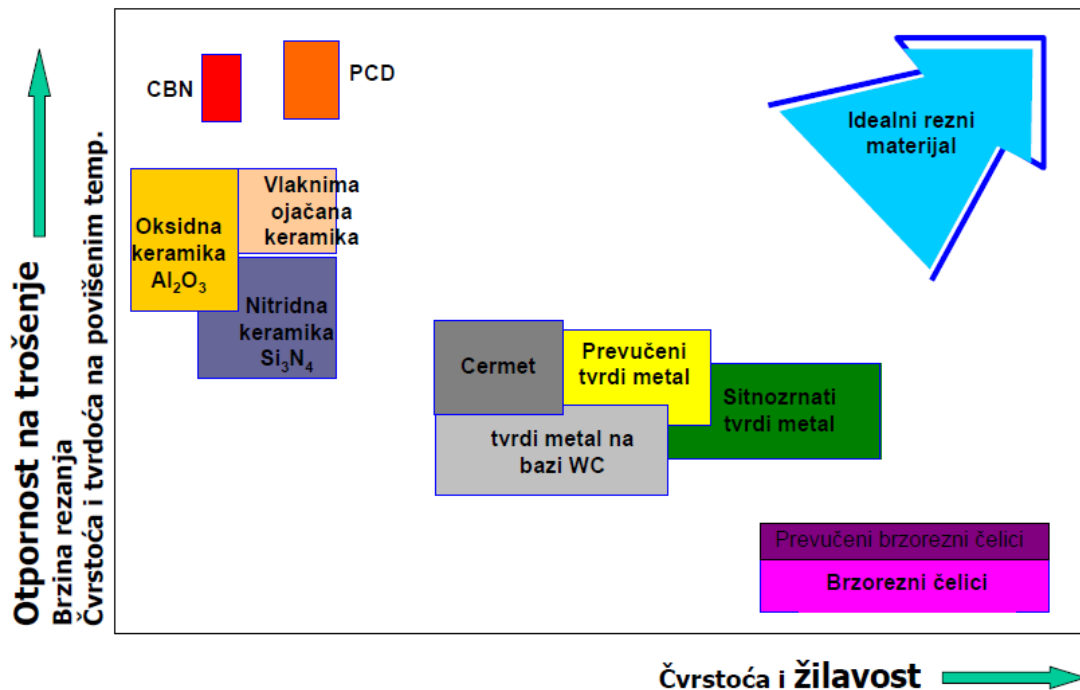 CBN
PCD
Idealni rezni
materijal
Oksidna
keramika
Al₂O₃
Vlaknima
ojačana
keramika
Nitridna
keramika
Si₃N₄
Cermet
Prevučeni
tvrdi metal
Sitnozrnati
tvrdi metal
tvrdi metal na
bazi WC
Prevučeni brzorezni čelici
Brzorezni čelici
Otpornost na trošenje
Brzina rezanja
Čvrstoća i tvrdoća na povišenim temp.
Čvrstoća i žilavost